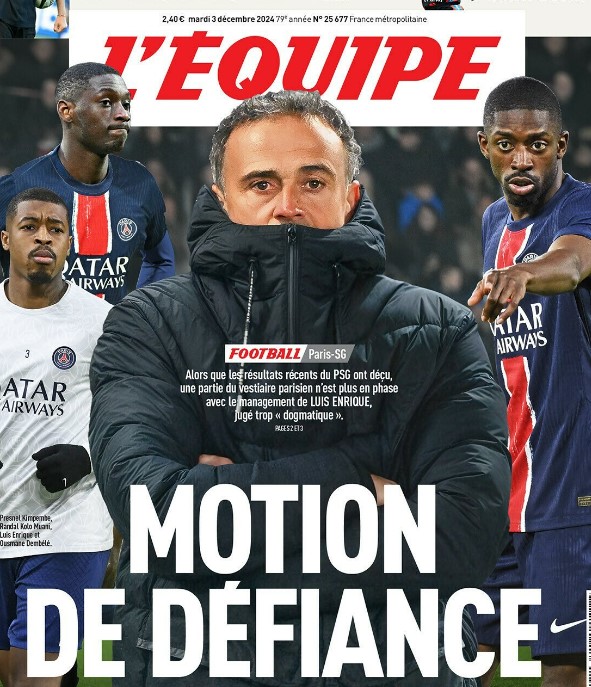 2,40 € mardi 3 décembre 2024 79e année N° 25 677 France métropolitaine
L'ÉQUIPE
QATAR
AIRWAYS
3
QATAR
AIRWAYS
1
QATAR
AIRWAYS
FOOTBALL Paris-SG
Alors que les résultats récents du PSG ont déçu,
une partie du vestiaire parisien n'est plus en phase
avec le management de LUIS ENRIQUE,
jugé trop « dogmatique ».
PAGES 2 ET 3
Presnel Kimpembe,
Randal Kolo Muani,
Luis Enrique et
Ousmane Dembélé.
MOTION
DE DÉFIANCE